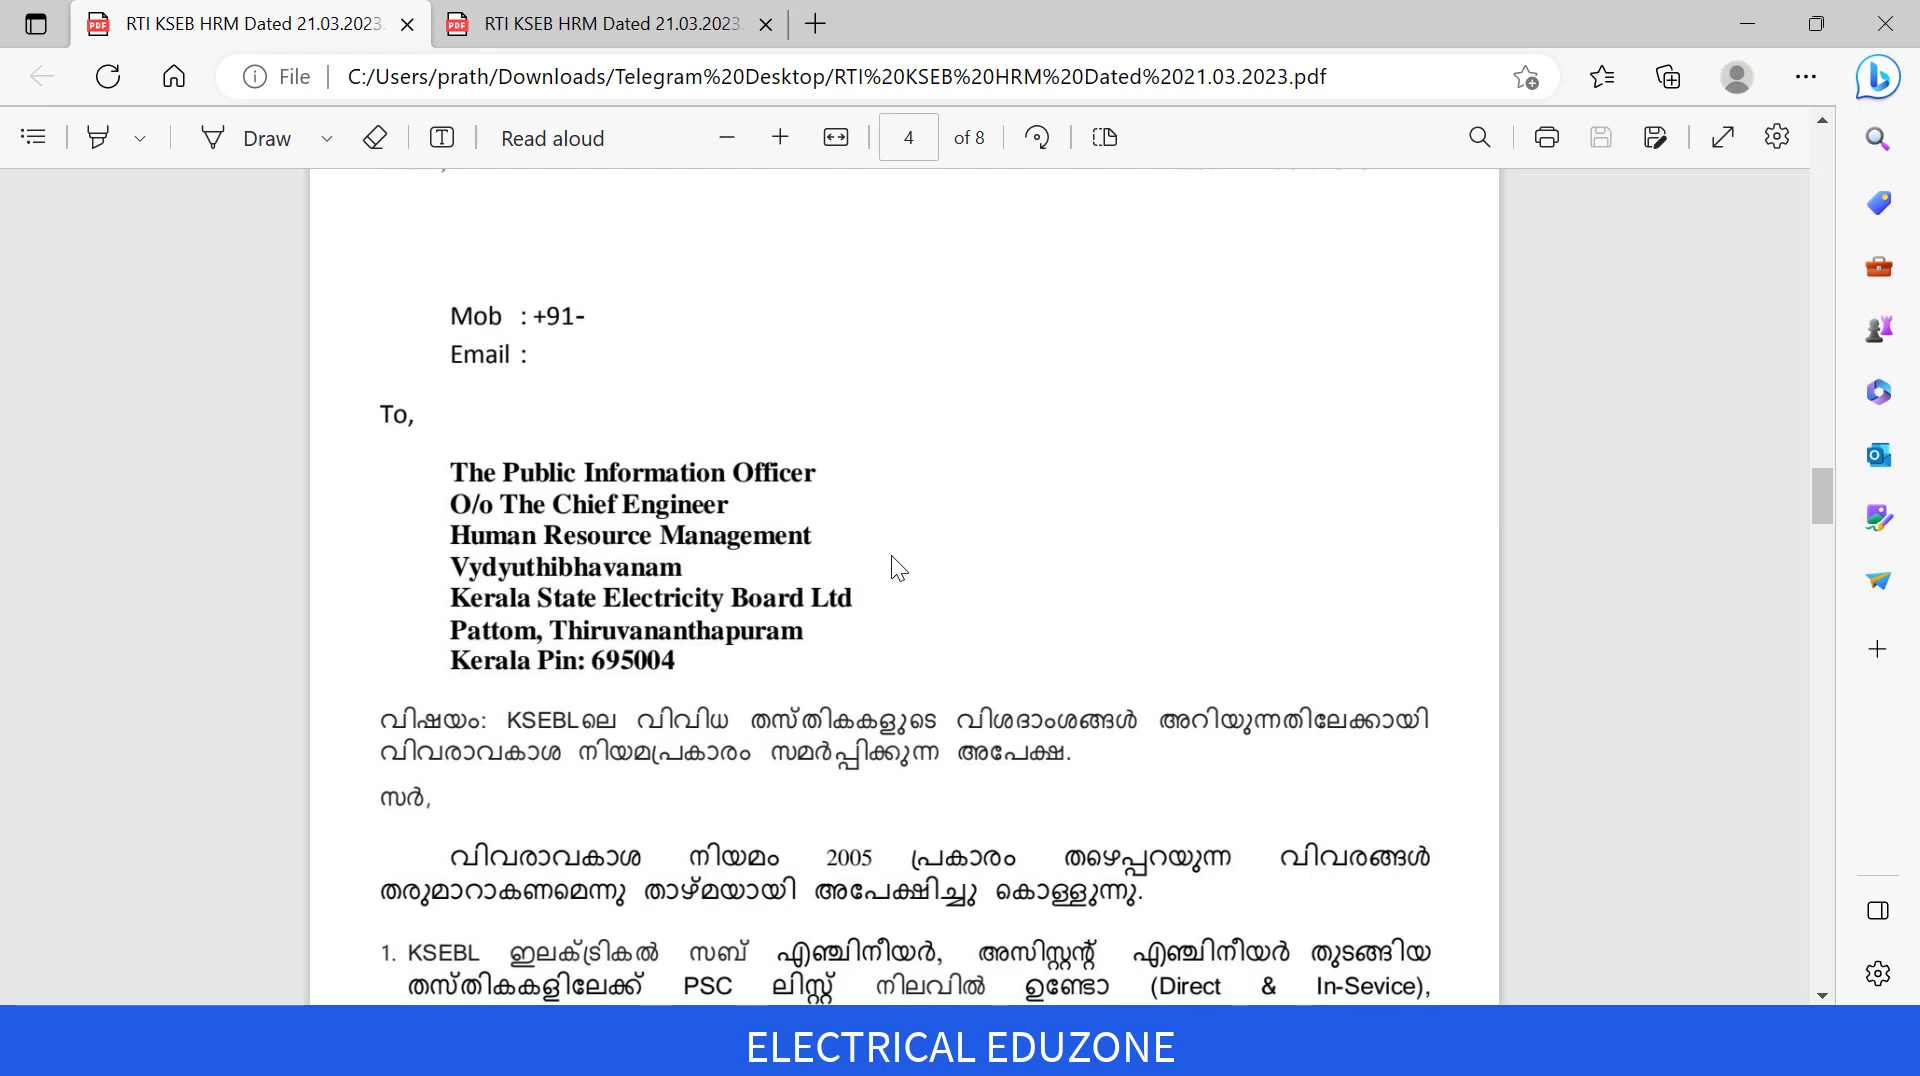 RTI KSEB HRM Dated 21.03.2023
RTI KSEB HRM Dated 21.03.2023
File
C:/Users/prath/Downloads/Telegram%20Desktop/RTI%20KSEB%20HRM%20Dated%2021.03.2023.pdf
Draw
Read aloud
4 of 8
Mob : +91-
Email :
To,
The Public Information Officer
O/o The Chief Engineer
Human Resource Management
Vydyuthibhavanam
Kerala State Electricity Board Ltd
Pattom, Thiruvananthapuram
Kerala Pin: 695004
വിഷയം: KSEBLലെ വിവിധ തസ്തികകളുടെ വിശദാംശങ്ങൾ അറിയുന്നതിലേക്കായി
വിവരാവകാശ നിയമപ്രകാരം സമർപ്പിക്കുന്ന അപേക്ഷ.
സർ,
വിവരാവകാശ നിയമം 2005 പ്രകാരം തഴെപ്പറയുന്ന വിവരങ്ങൾ
തരുമാറാകണമെന്നു താഴ്മയായി അപേക്ഷിച്ചു കൊള്ളുന്നു.
1. KSEBL ഇലക്ട്രികൽ സബ് എഞ്ചിനീയർ, അസിസ്റ്റന്റ് എഞ്ചിനീയർ തുടങ്ങിയ
തസ്തികകളിലേക്ക് PSC ലിസ്റ്റ് നിലവിൽ ഉണ്ടോ (Direct & In-Sevice),
ELECTRICAL EDUZONE